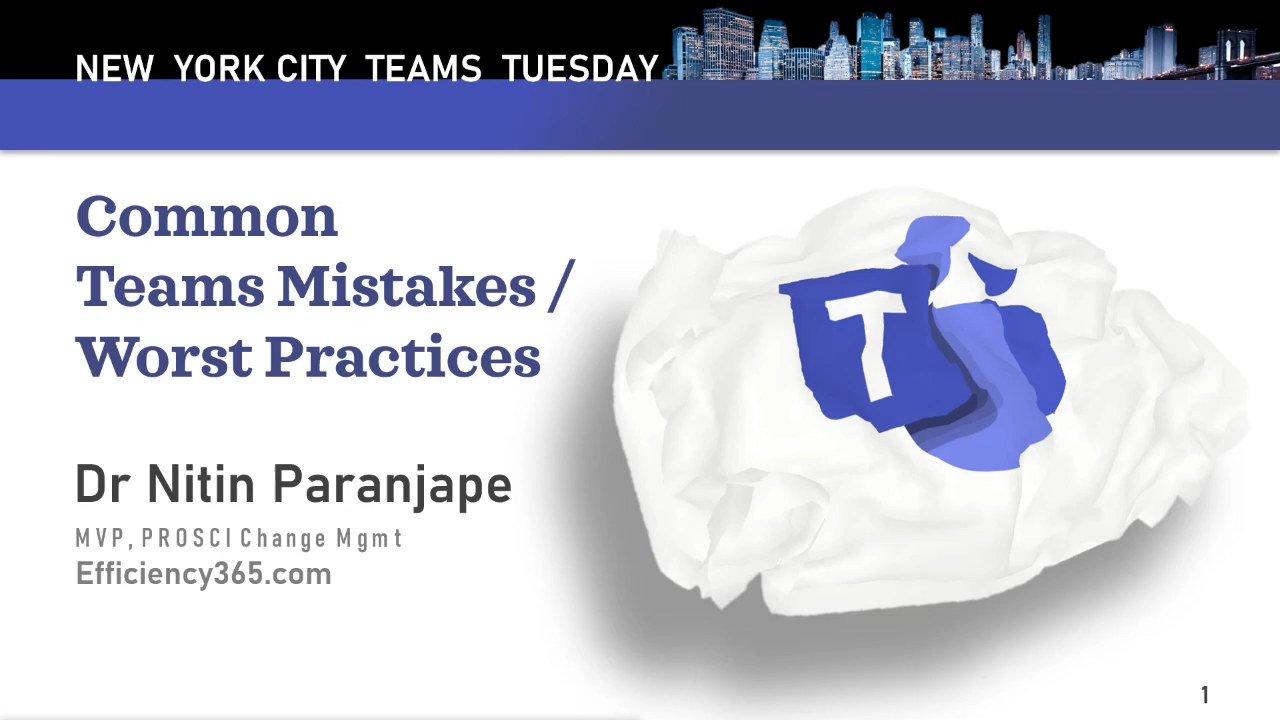 NEW YORK CITY TEAMS TUESDAY
Common
Teams Mistakes /
Worst Practices
T
Dr Nitin Paranjape
MVP, PROSCI Change Mgmt
Efficiency365.com
1